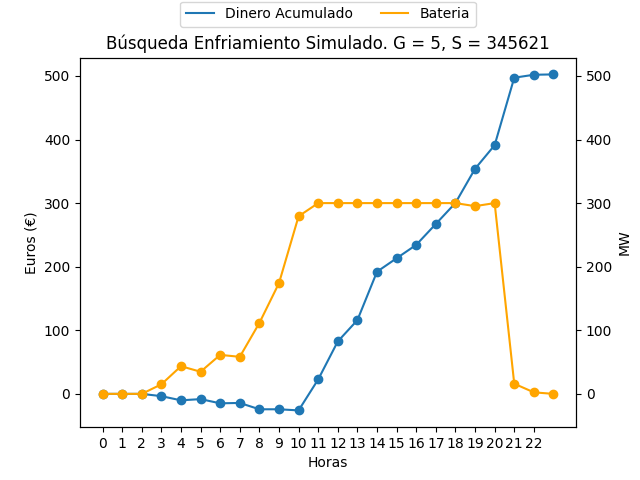 Dinero Acumulado Bateria
Búsqueda Enfriamiento Simulado. G = 5, S = 345621
500 500
400 400
300 300
200 200
100 100
0 0
Euros (€)
MW
0 1 2 3 4 5 6 7 8 9 10 11 12 13 14 15 16 17 18 19 20 21 22
Horas